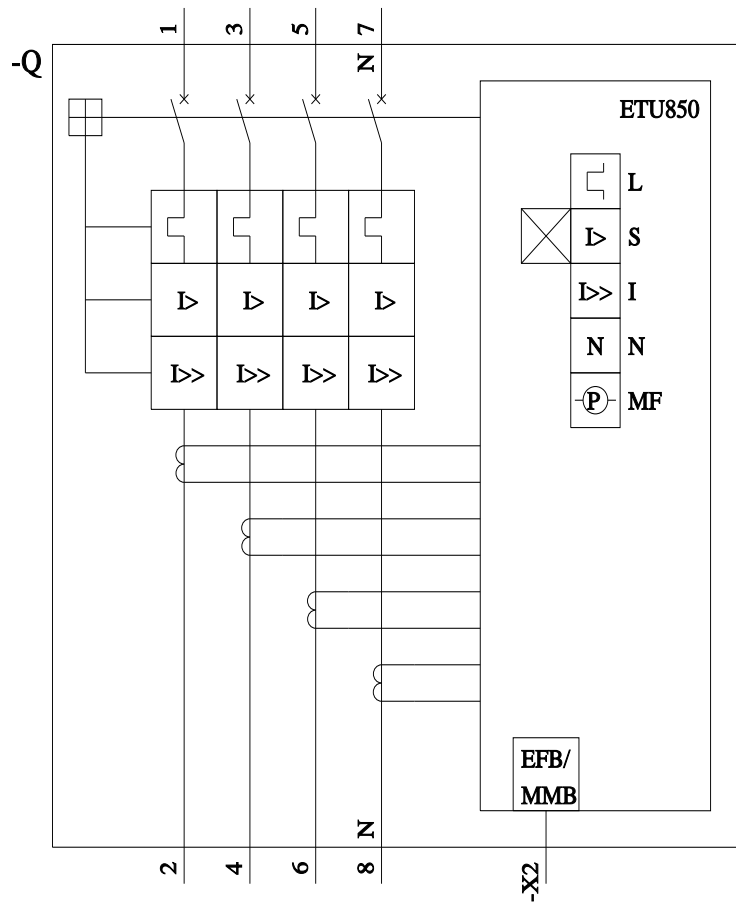 1 3 5 7
N
-Q
ETU850
L
I> I> I> I> I> S
I>> I
N N
I>> I>> I>> I>>
P MF
EFB/
MMB
N
2 4 6 8 -X2